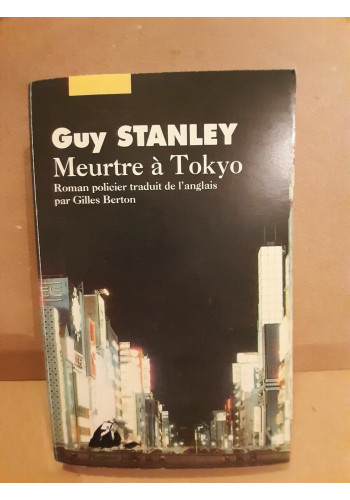 Guy STANLEY
Meurtre à Tokyo
Roman policier traduit de l'anglais
par Gilles Berton